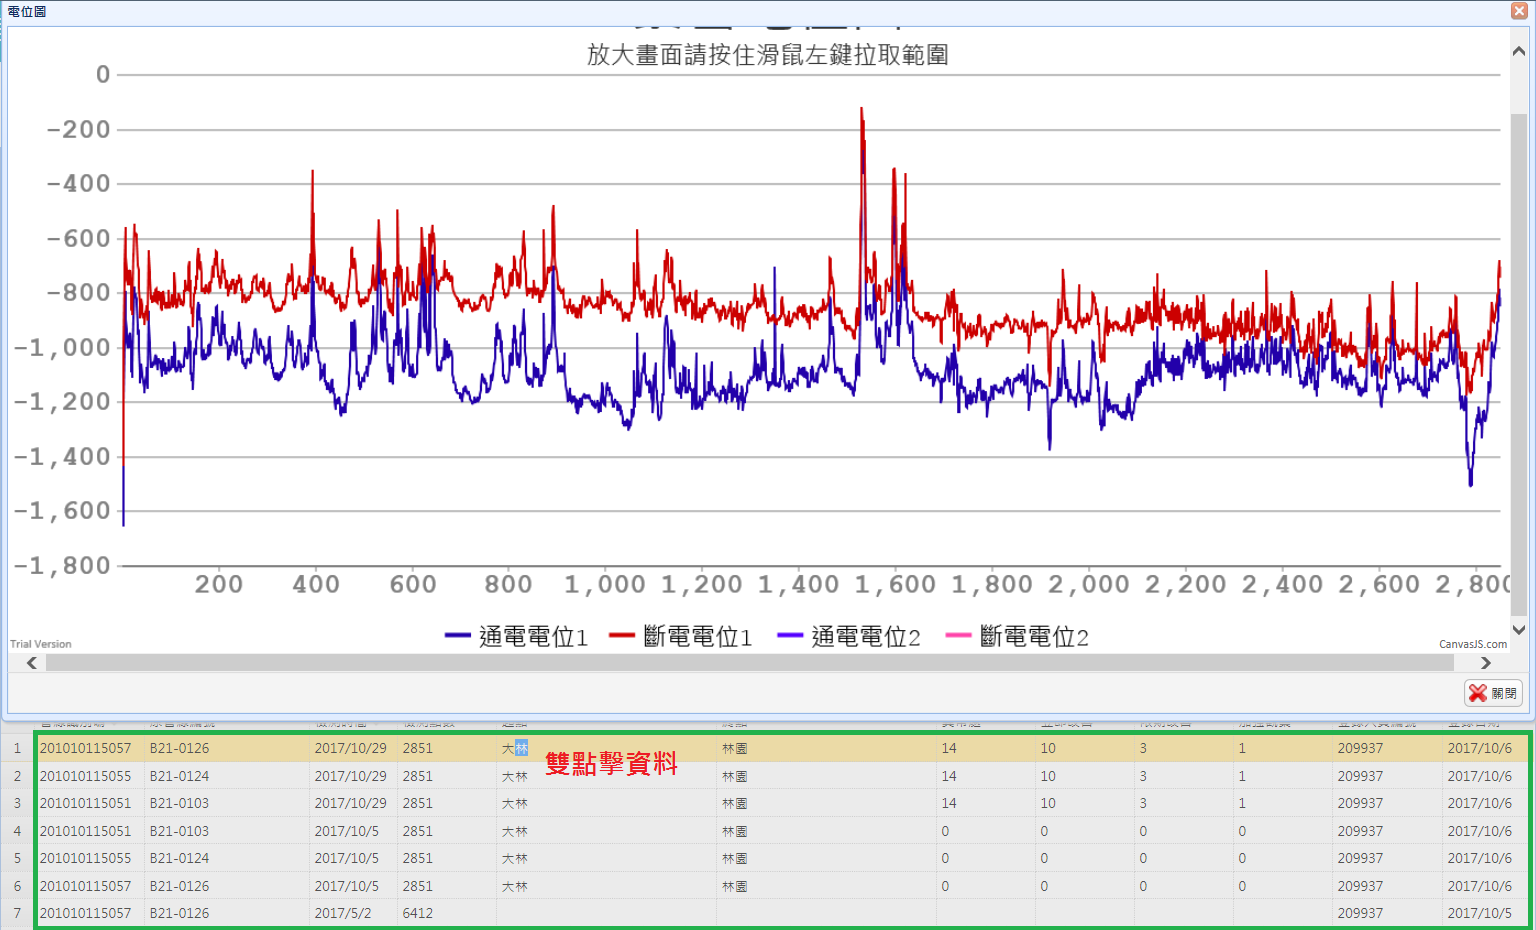 電位圖
放大畫面請按住滑鼠左鍵拉取範圍
0
-200
-400
-600
-800
-1,000
-1,200
-1,400
-1,600
-1,800
200 400 600 800 1,000 1,200 1,400 1,600 1,800 2,000 2,200 2,400 2,600 2,800
通電電位1 斷電電位1 通電電位2 斷電電位2
Trial Version CanvasJS.com
關閉
1 201010115057 B21-0126 2017/10/29 2851 大林 林園 14 10 3 1 209937 2017/10/6
雙點擊資料
2 201010115055 B21-0124 2017/10/29 2851 大林 林園 14 10 3 1 209937 2017/10/6
3 201010115051 B21-0103 2017/10/29 2851 大林 林園 14 10 3 1 209937 2017/10/6
4 201010115051 B21-0103 2017/10/5 2851 大林 林園 0 0 0 0 209937 2017/10/6
5 201010115055 B21-0124 2017/10/5 2851 大林 林園 0 0 0 0 209937 2017/10/6
6 201010115057 B21-0126 2017/10/5 2851 大林 林園 0 0 0 0 209937 2017/10/6
7 201010115057 B21-0126 2017/5/2 6412 209937 2017/10/5